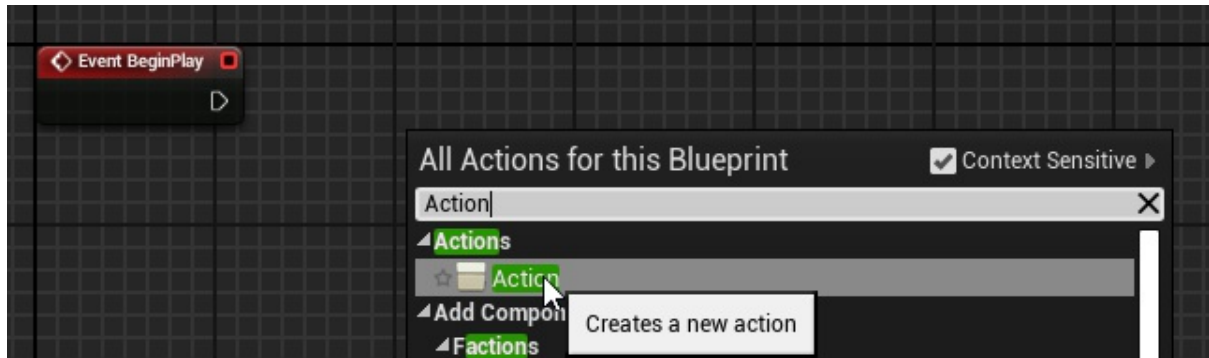 Event BeginPlay
All Actions for this Blueprint
Context Sensitive
Action
Actions
Action
Add Compon
Creates a new action
Factions